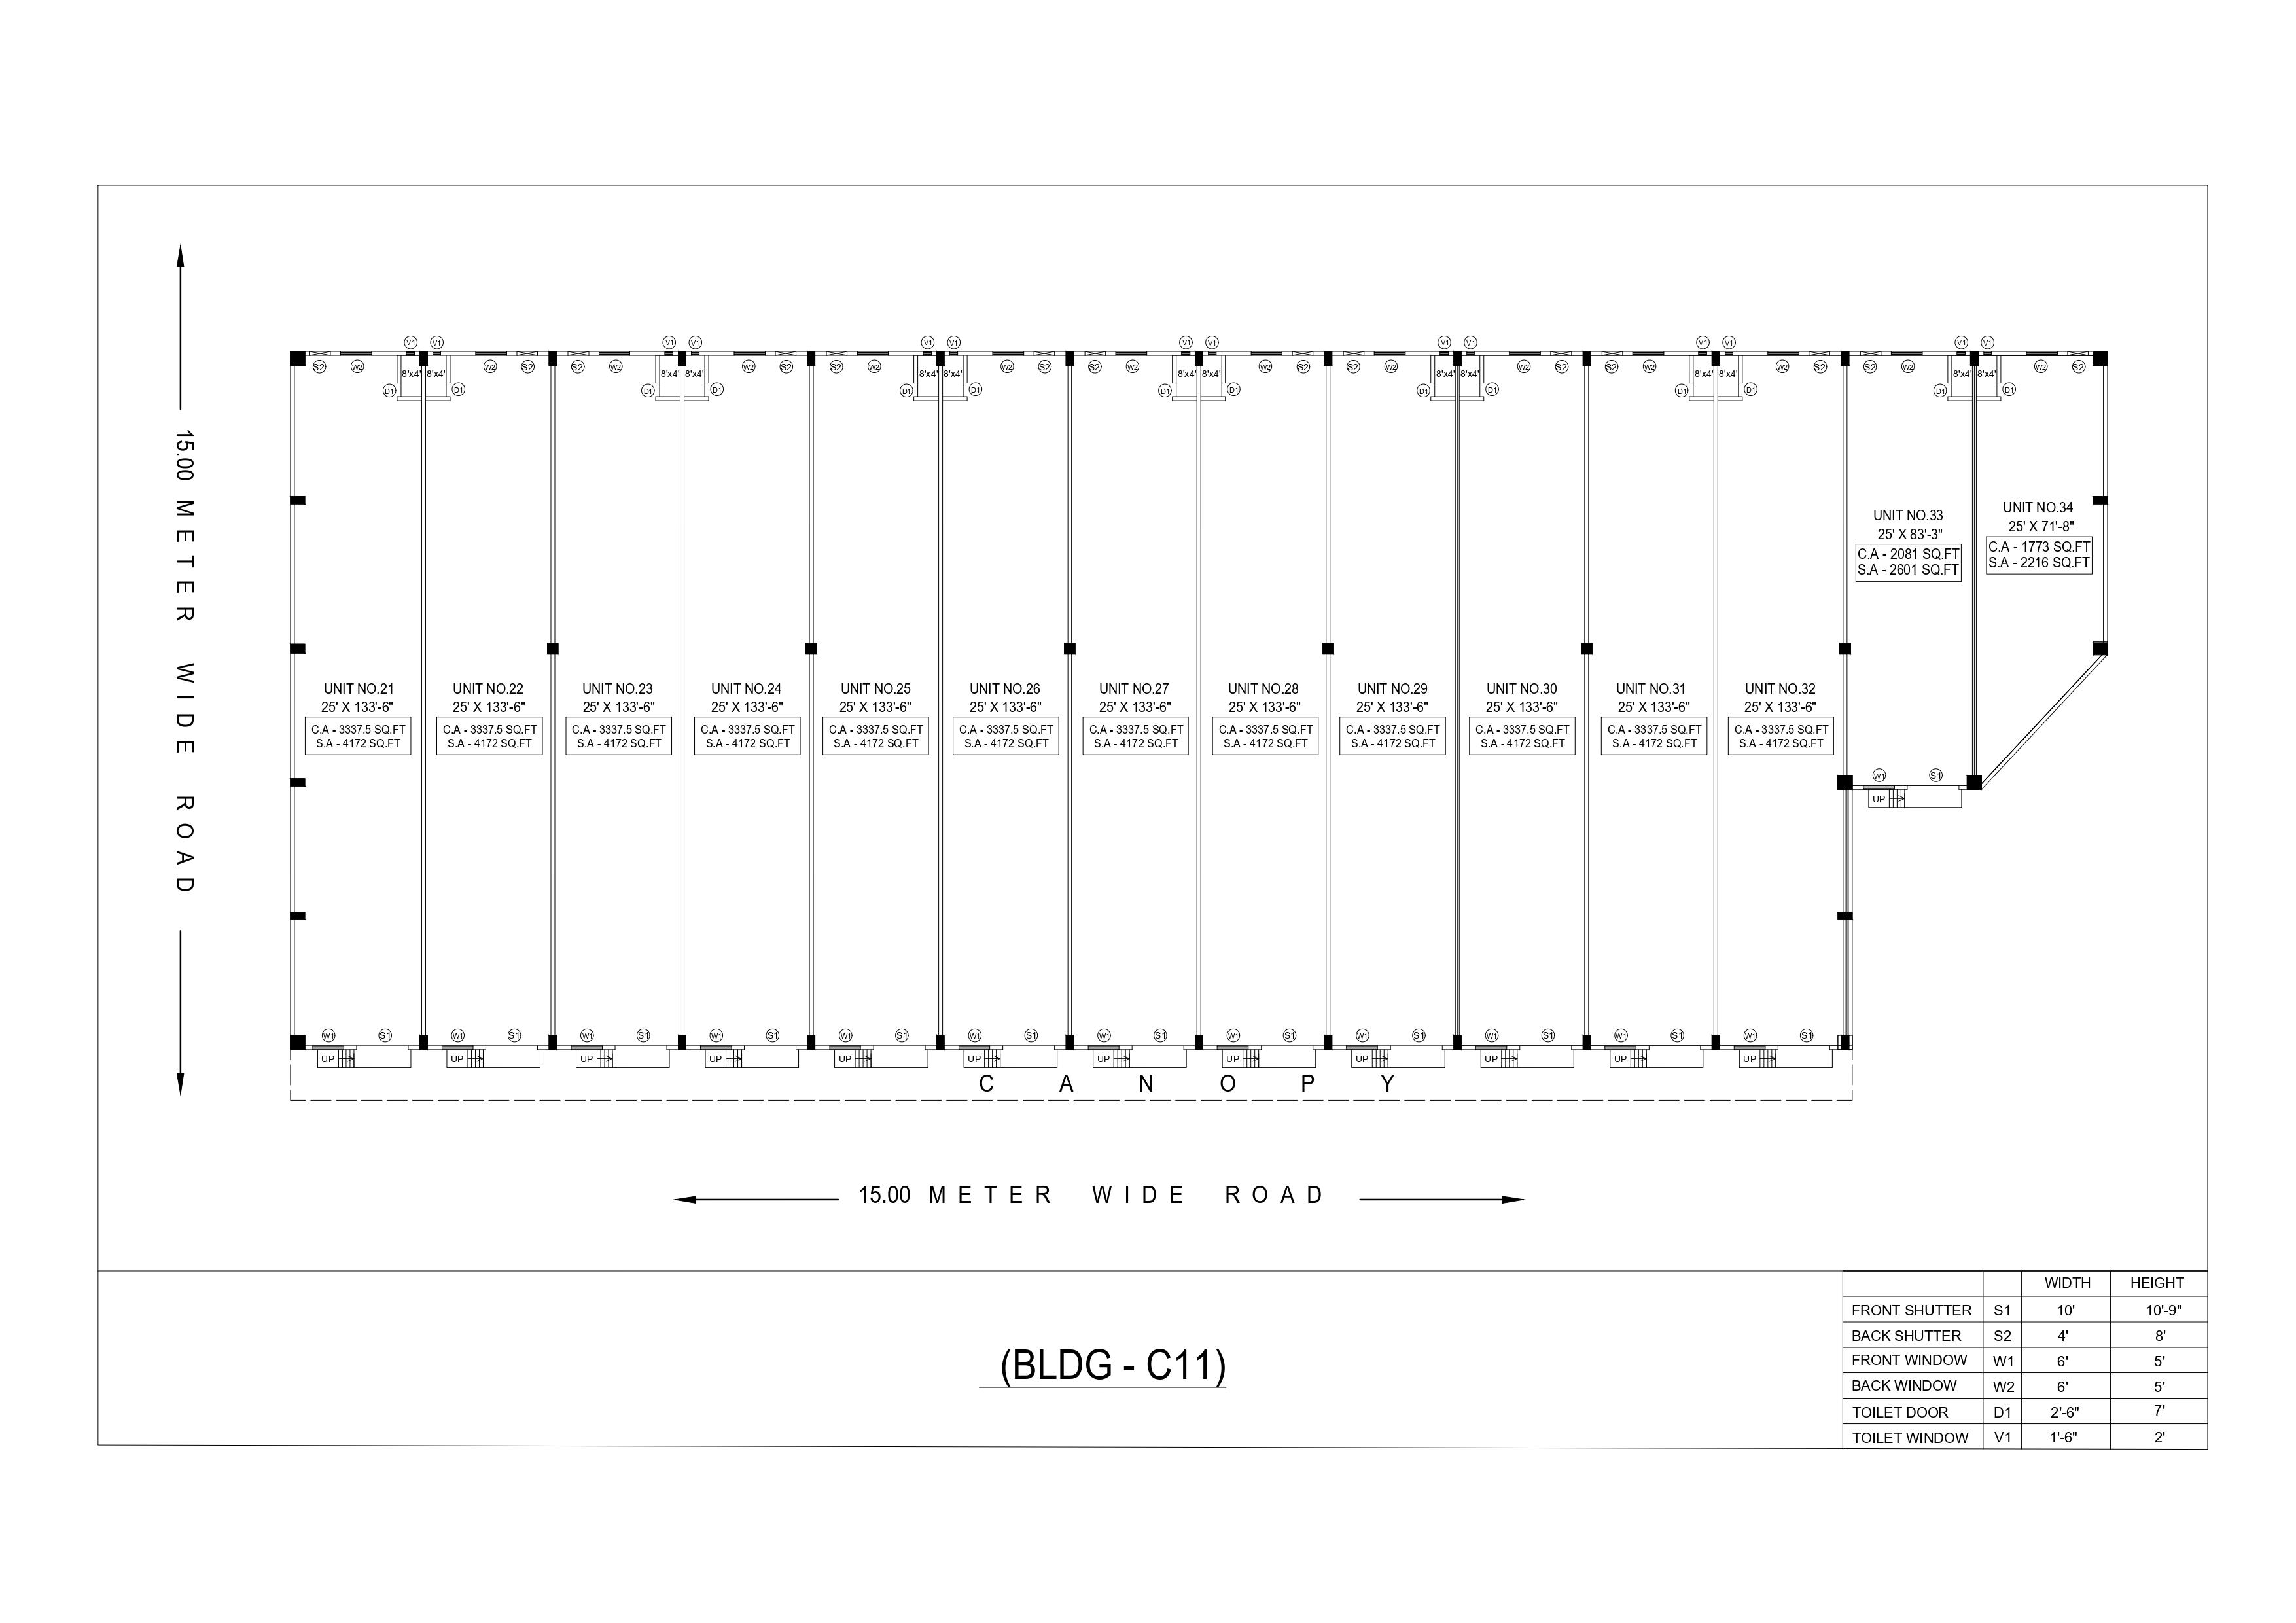 V1 V1 V1 V1 V1 V1 V1 V1 V1 V1 V1 V1 V1 V1
S2 W2 8'x4' 8'x4' W2 S2 S2 W2 8'x4' 8'x4' W2 S2 S2 W2 8'x4' 8'x4' W2 S2 S2 W2 8'x4' 8'x4' W2 S2 S2 W2 8'x4' 8'x4' W2 S2 S2 W2 8'x4' 8'x4' W2 S2 S2 W2 8'x4' 8'x4' W2 S2
D1 D1 D1 D1 D1 D1 D1 D1 D1 D1 D1 D1 D1 D1
15.00 METER WIDE ROAD
UNIT NO.21
25' X 133'-6"
C.A - 3337.5 SQ.FT
S.A - 4172 SQ.FT
UNIT NO.22
25' X 133'-6"
C.A - 3337.5 SQ.FT
S.A - 4172 SQ.FT
UNIT NO.23
25' X 133'-6"
C.A - 3337.5 SQ.FT
S.A - 4172 SQ.FT
UNIT NO.24
25' X 133'-6"
C.A - 3337.5 SQ.FT
S.A - 4172 SQ.FT
UNIT NO.25
25' X 133'-6"
C.A - 3337.5 SQ.FT
S.A - 4172 SQ.FT
UNIT NO.26
25' X 133'-6"
C.A - 3337.5 SQ.FT
S.A - 4172 SQ.FT
UNIT NO.27
25' X 133'-6"
C.A - 3337.5 SQ.FT
S.A - 4172 SQ.FT
UNIT NO.28
25' X 133'-6"
C.A - 3337.5 SQ.FT
S.A - 4172 SQ.FT
UNIT NO.29
25' X 133'-6"
C.A - 3337.5 SQ.FT
S.A - 4172 SQ.FT
UNIT NO.30
25' X 133'-6"
C.A - 3337.5 SQ.FT
S.A - 4172 SQ.FT
UNIT NO.31
25' X 133'-6"
C.A - 3337.5 SQ.FT
S.A - 4172 SQ.FT
UNIT NO.32
25' X 133'-6"
C.A - 3337.5 SQ.FT
S.A - 4172 SQ.FT
UNIT NO.33
25' X 83'-3"
C.A - 2081 SQ.FT
S.A - 2601 SQ.FT
UNIT NO.34
25' X 71'-8"
C.A - 1773 SQ.FT
S.A - 2216 SQ.FT
W1 S1
UP
W1 S1 W1 S1 W1 S1 W1 S1 W1 S1 W1 S1 W1 S1 W1 S1 W1 S1 W1 S1 W1 S1 W1 S1
UP UP UP UP UP UP UP UP UP UP UP UP
CANOPY
15.00 METER WIDE ROAD
(BLDG - C11)
WIDTH HEIGHT
FRONT SHUTTER S1 10' 10'-9"
BACK SHUTTER S2 4' 8'
FRONT WINDOW W1 6' 5'
BACK WINDOW W2 6' 5'
TOILET DOOR D1 2'-6" 7'
TOILET WINDOW V1 1'-6" 2'